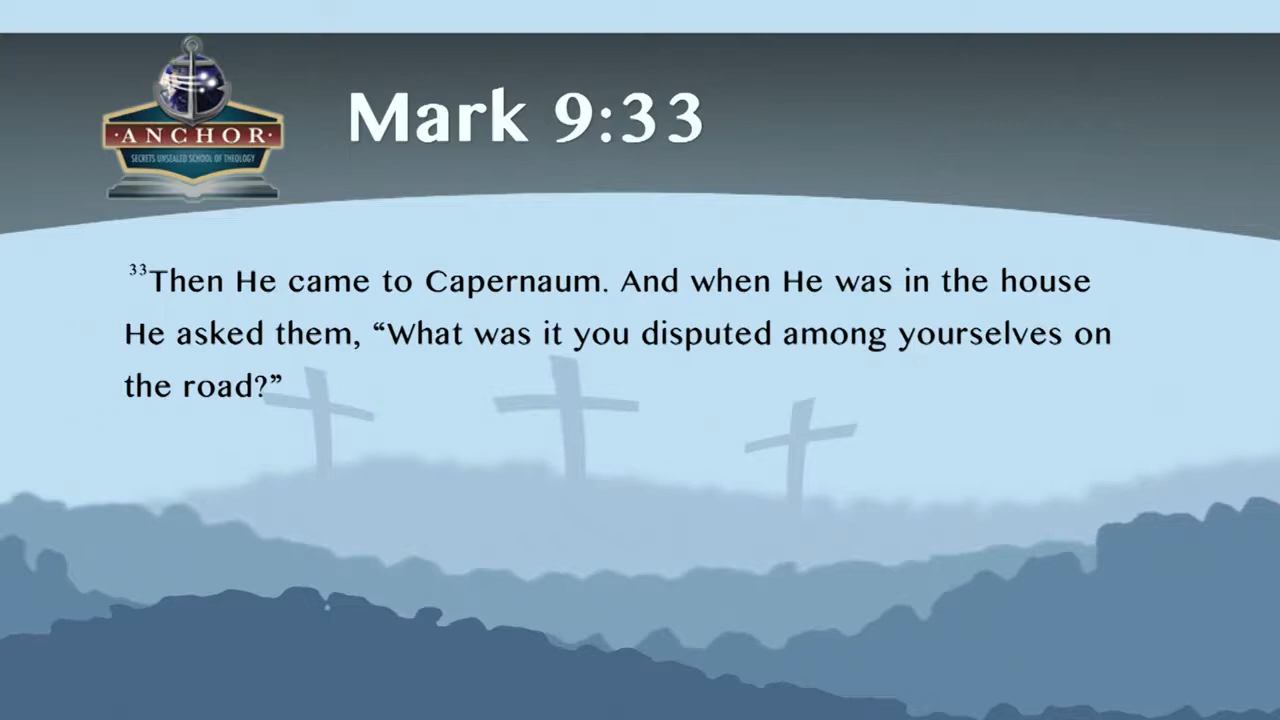 ·ANCHOR·
SECRETS UNSEALED SCHOOL OF THEOLOGY
Mark 9:33
³³Then He came to Capernaum. And when He was in the house
He asked them, “What was it you disputed among yourselves on
the road?”